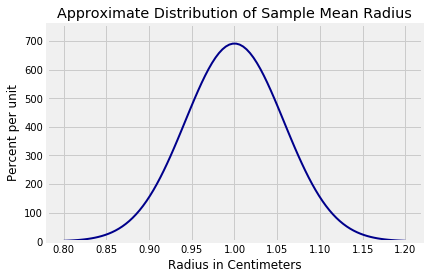 Approximate Distribution of Sample Mean Radius
700
600
500
400
300
200
100
0
Percent per unit
0.80 0.85 0.90 0.95 1.00 1.05 1.10 1.15 1.20
Radius in Centimeters